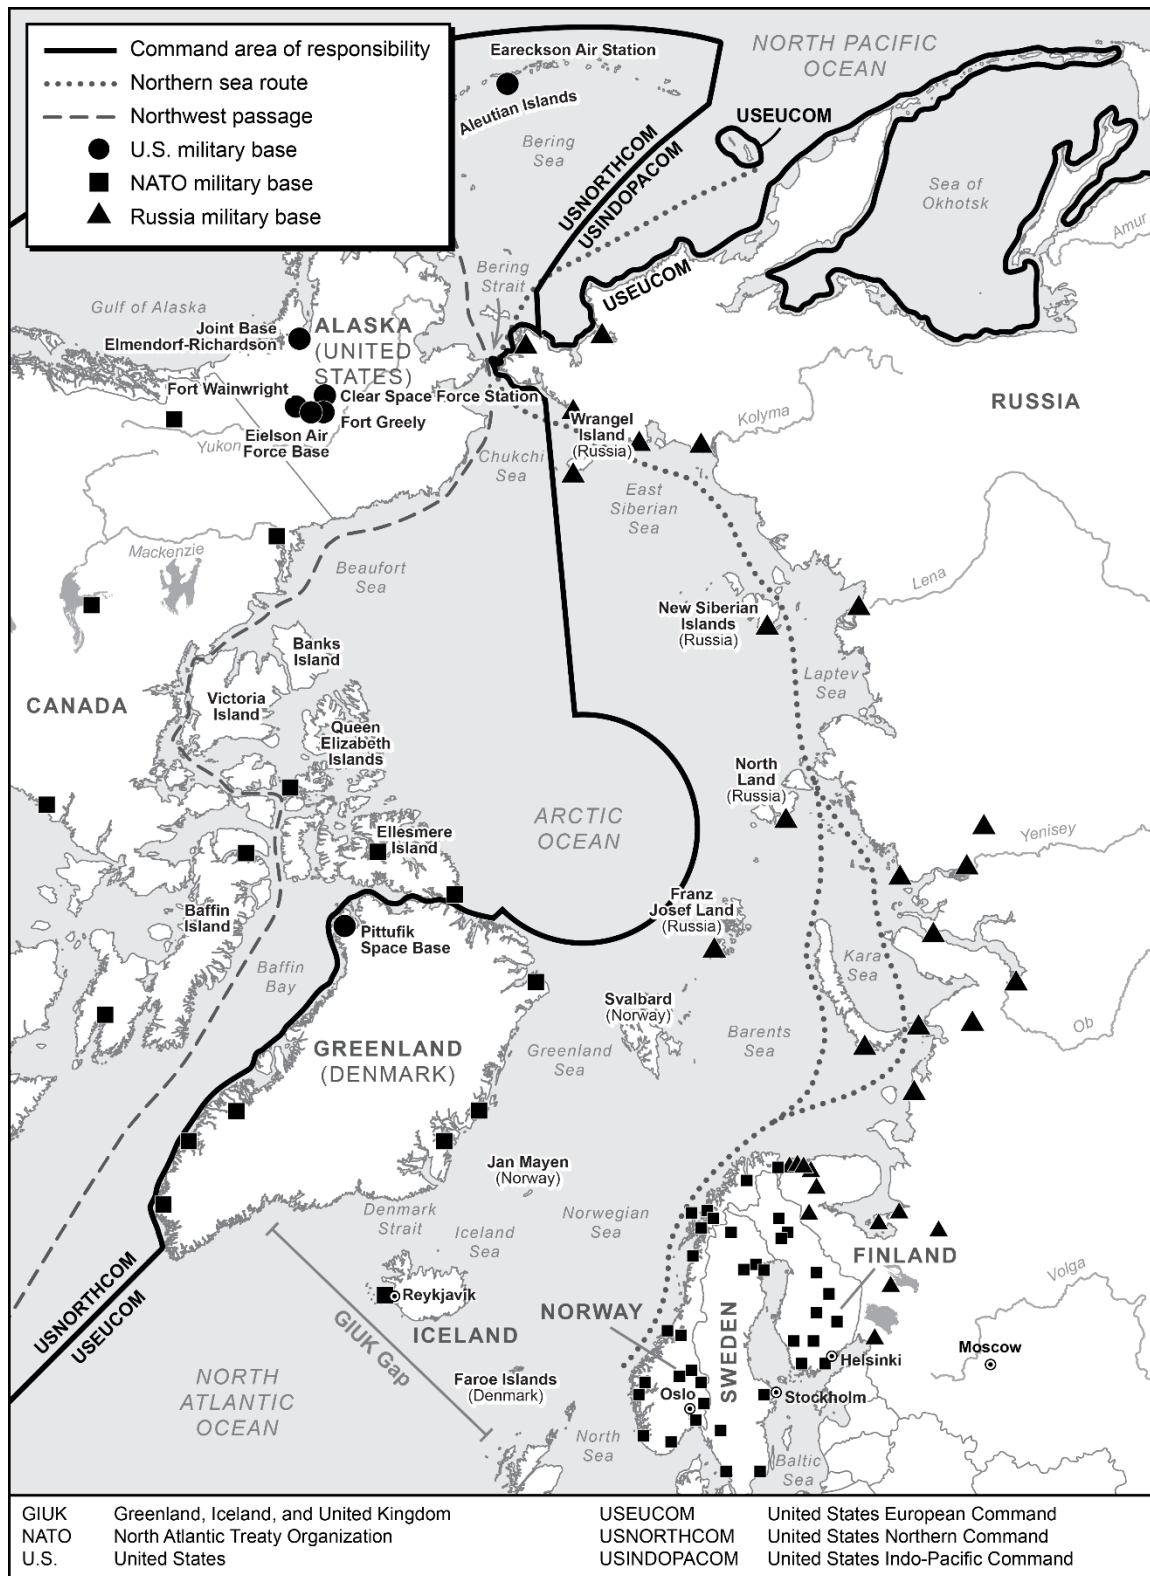 Command area of responsibility
Northern sea route
Northwest passage
U.S. military base
NATO military base
Russia military base
Eareckson Air Station
Aleutian Islands
Bering
Sea
NORTH PACIFIC
OCEAN
USEUCOM
USNORTHCOM
USINDOPACOM
Sea of
Okhotsk
Amur
Bering
Strait
USEUCOM
Gulf of Alaska
Joint Base
Elmendorf-Richardson
ALASKA
(UNITED
STATES)
Fort Wainwright
Clear Space Force Station
Fort Greely
Eielson Air
Force Base
Yukon
Wrangel
Island
(Russia)
Kolyma
RUSSIA
Chukchi
Sea
East
Siberian
Sea
Mackenzie
Beaufort
Sea
Lena
New Siberian
Islands
(Russia)
Banks
Island
Laptev
Sea
CANADA
Victoria
Island
Queen
Elizabeth
Islands
North
Land
(Russia)
ARCTIC
OCEAN
Ellesmere
Island
Yenisey
Baffin
Island
Franz
Josef Land
(Russia)
Pittufik
Space Base
Baffin
Bay
Kara
Sea
Svalbard
(Norway)
Barents
Sea
Ob
GREENLAND
(DENMARK)
Greenland
Sea
Jan Mayen
(Norway)
Denmark
Strait
Iceland
Sea
Norwegian
Sea
FINLAND
USNORTHCOM
USEUCOM
Volga
Reykjavik
ICELAND
NORWAY
SWEDEN
GIUK Gap
Moscow
Helsinki
NORTH
ATLANTIC
OCEAN
Faroe Islands
(Denmark)
Oslo
Stockholm
North
Sea
Baltic
Sea
GIUK Greenland, Iceland, and United Kingdom
NATO North Atlantic Treaty Organization
U.S. United States
USEUCOM United States European Command
USNORTHCOM United States Northern Command
USINDOPACOM United States Indo-Pacific Command